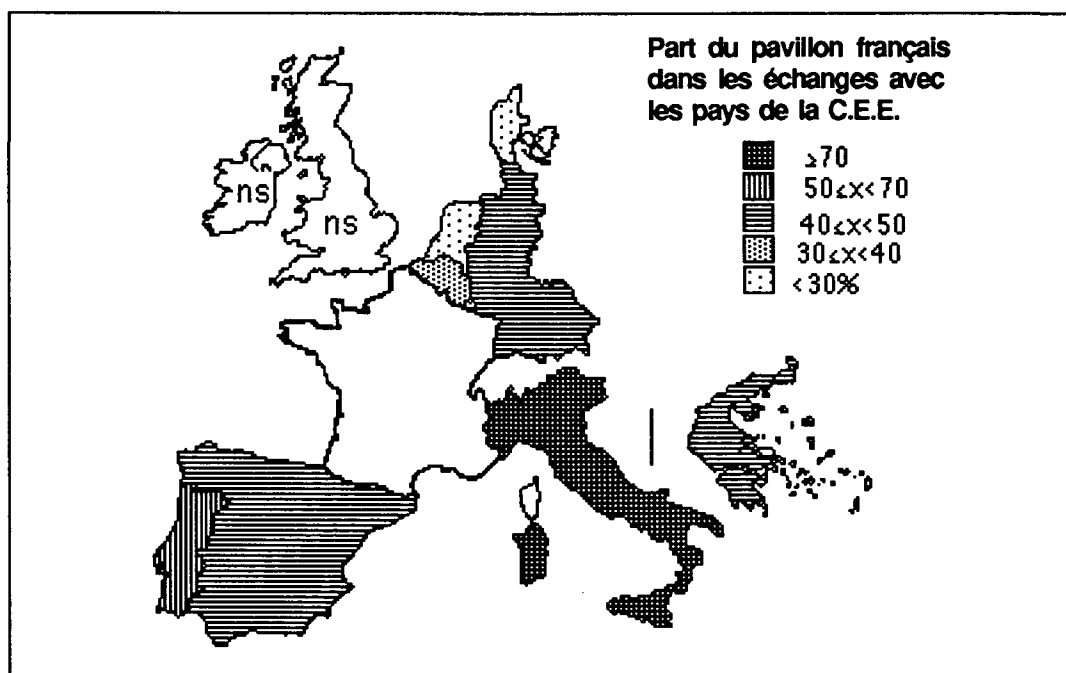 Part du pavillon français
dans les échanges avec
les pays de la C.E.E.
≥70
50≤x<70
40≤x<50
30≤x<40
<30%
ns
ns